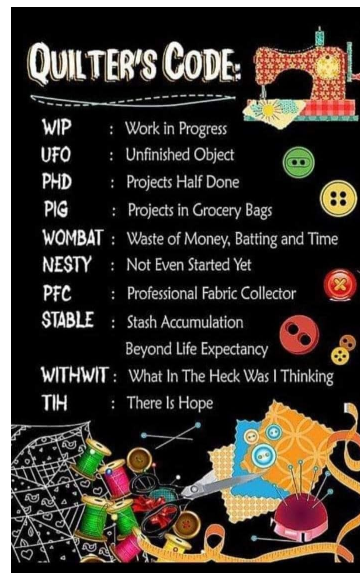 QUILTER'S CODE:
WIP : Work in Progress
UFO : Unfinished Object
PHD : Projects Half Done
PIG : Projects in Grocery Bags
WOMBAT : Waste of Money, Batting and Time
NESTY : Not Even Started Yet
PFC : Professional Fabric Collector
STABLE : Stash Accumulation
Beyond Life Expectancy
WITHWIT : What In The Heck Was I Thinking
TIH : There Is Hope